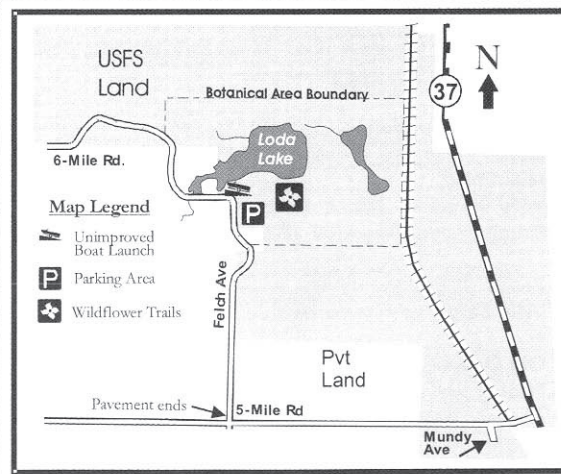 USFS
Land
N
37
Botanical Area Boundary
Loda
Lake
6-Mile Rd.
Map Legend
Unimproved
Boat Launch
P
P
Parking Area
Wildflower Trails
Felch Ave
Pvt
Land
Pavement ends
5-Mile Rd
Mundy
Ave